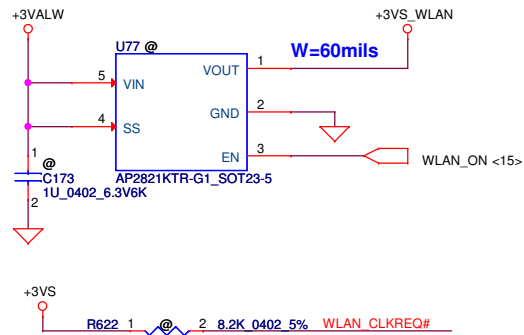 +3VALW
+3VS_WLAN
U77 @
W=60mils
5 VIN
VOUT 1
4 SS
GND 2
EN 3
WLAN_ON <15>
AP2821KTR-G1_SOT23-5
1
@
C173
1U_0402_6.3V6K
2
+3VS
R622 1 @ 2 8.2K_0402_5% WLAN_CLKREQ#